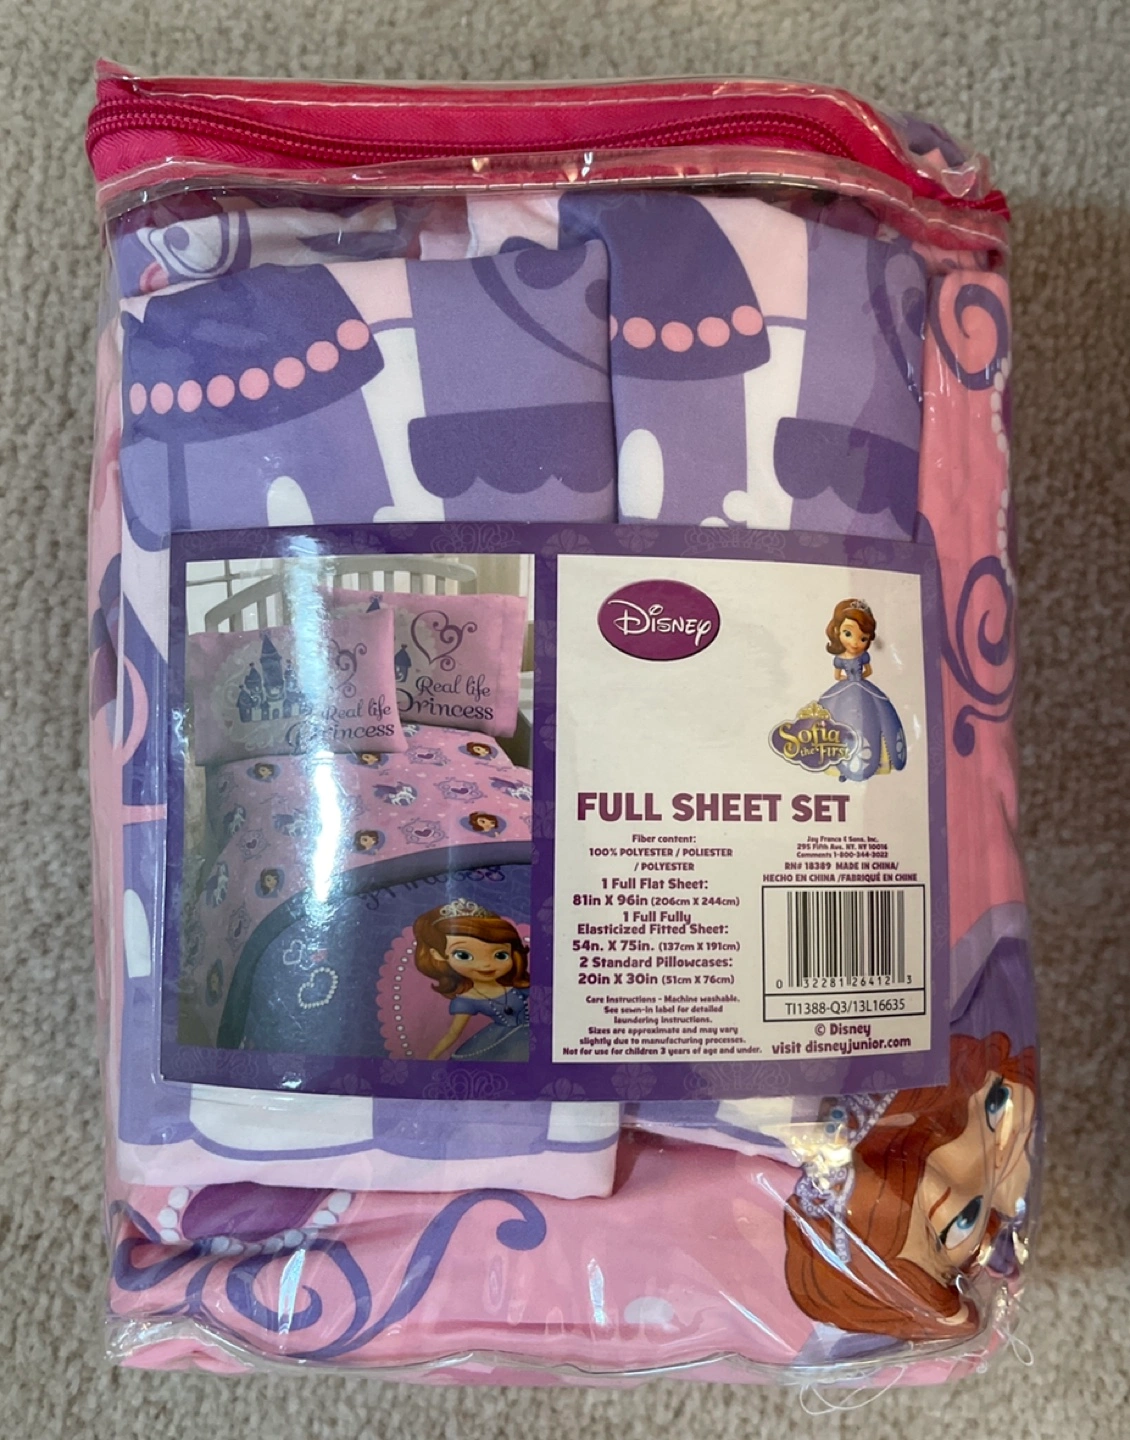 Real life
Princess
Real life
Princess
Disney
Sofia
the First
FULL SHEET SET
Fiber content:
100% POLYESTER / POLIESTER
/ POLYESTER
1 Full Flat Sheet:
81in X 96in (206cm X 244cm)
1 Full Fully
Elasticized Fitted Sheet:
54n. X 75in. (137cm X 191cm)
2 Standard Pillowcases:
20in X 30in (51cm X 76cm)
Care Instructions - Machine washable.
See sewn-in label for detailed
laundering instructions.
Sizes are approximate and may vary
slightly due to manufacturing processes.
Not for use for children 3 years of age and under.
Jay Franco & Sons, Inc.
295 Fifth Ave. NY, NY 10016
Comments 1-800-344-3022
RN# 18389 MADE IN CHINA/
HECHO EN CHINA /FABRIQUÉ EN CHINE
0 32281 26412 3
TI1388-Q3/13L16635
© Disney
visit disneyjunior.com